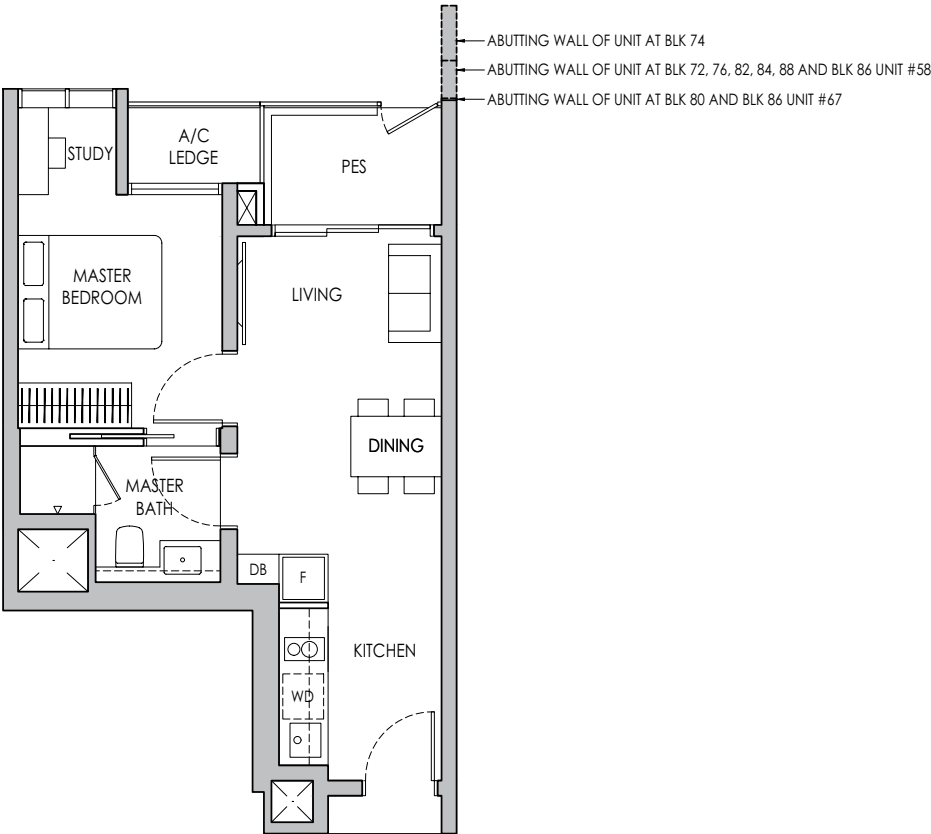 ABUTTING WALL OF UNIT AT BLK 74
ABUTTING WALL OF UNIT AT BLK 72, 76, 82, 84, 88 AND BLK 86 UNIT #58
ABUTTING WALL OF UNIT AT BLK 80 AND BLK 86 UNIT #67
STUDY
A/C
LEDGE
PES
MASTER
BEDROOM
LIVING
DINING
MASTER
BATH
DB
F
KITCHEN
WD